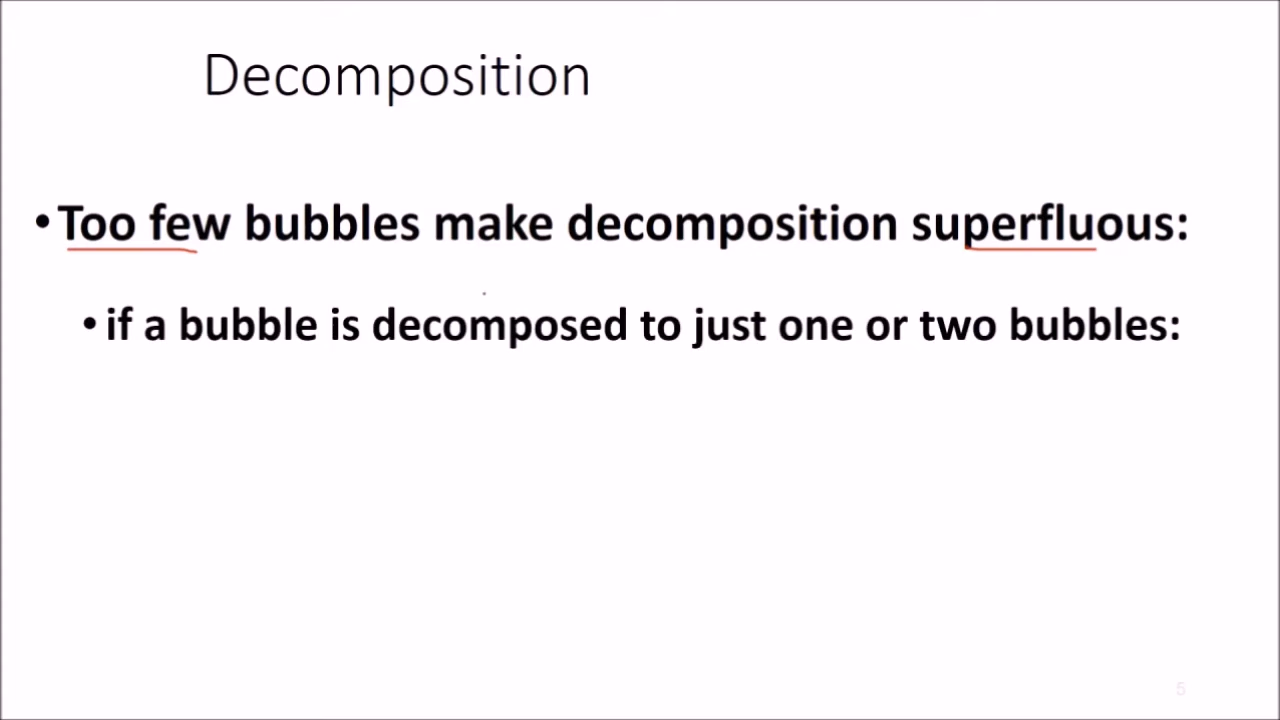 Decomposition
• Too few bubbles make decomposition superfluous:
• if a bubble is decomposed to just one or two bubbles:
5